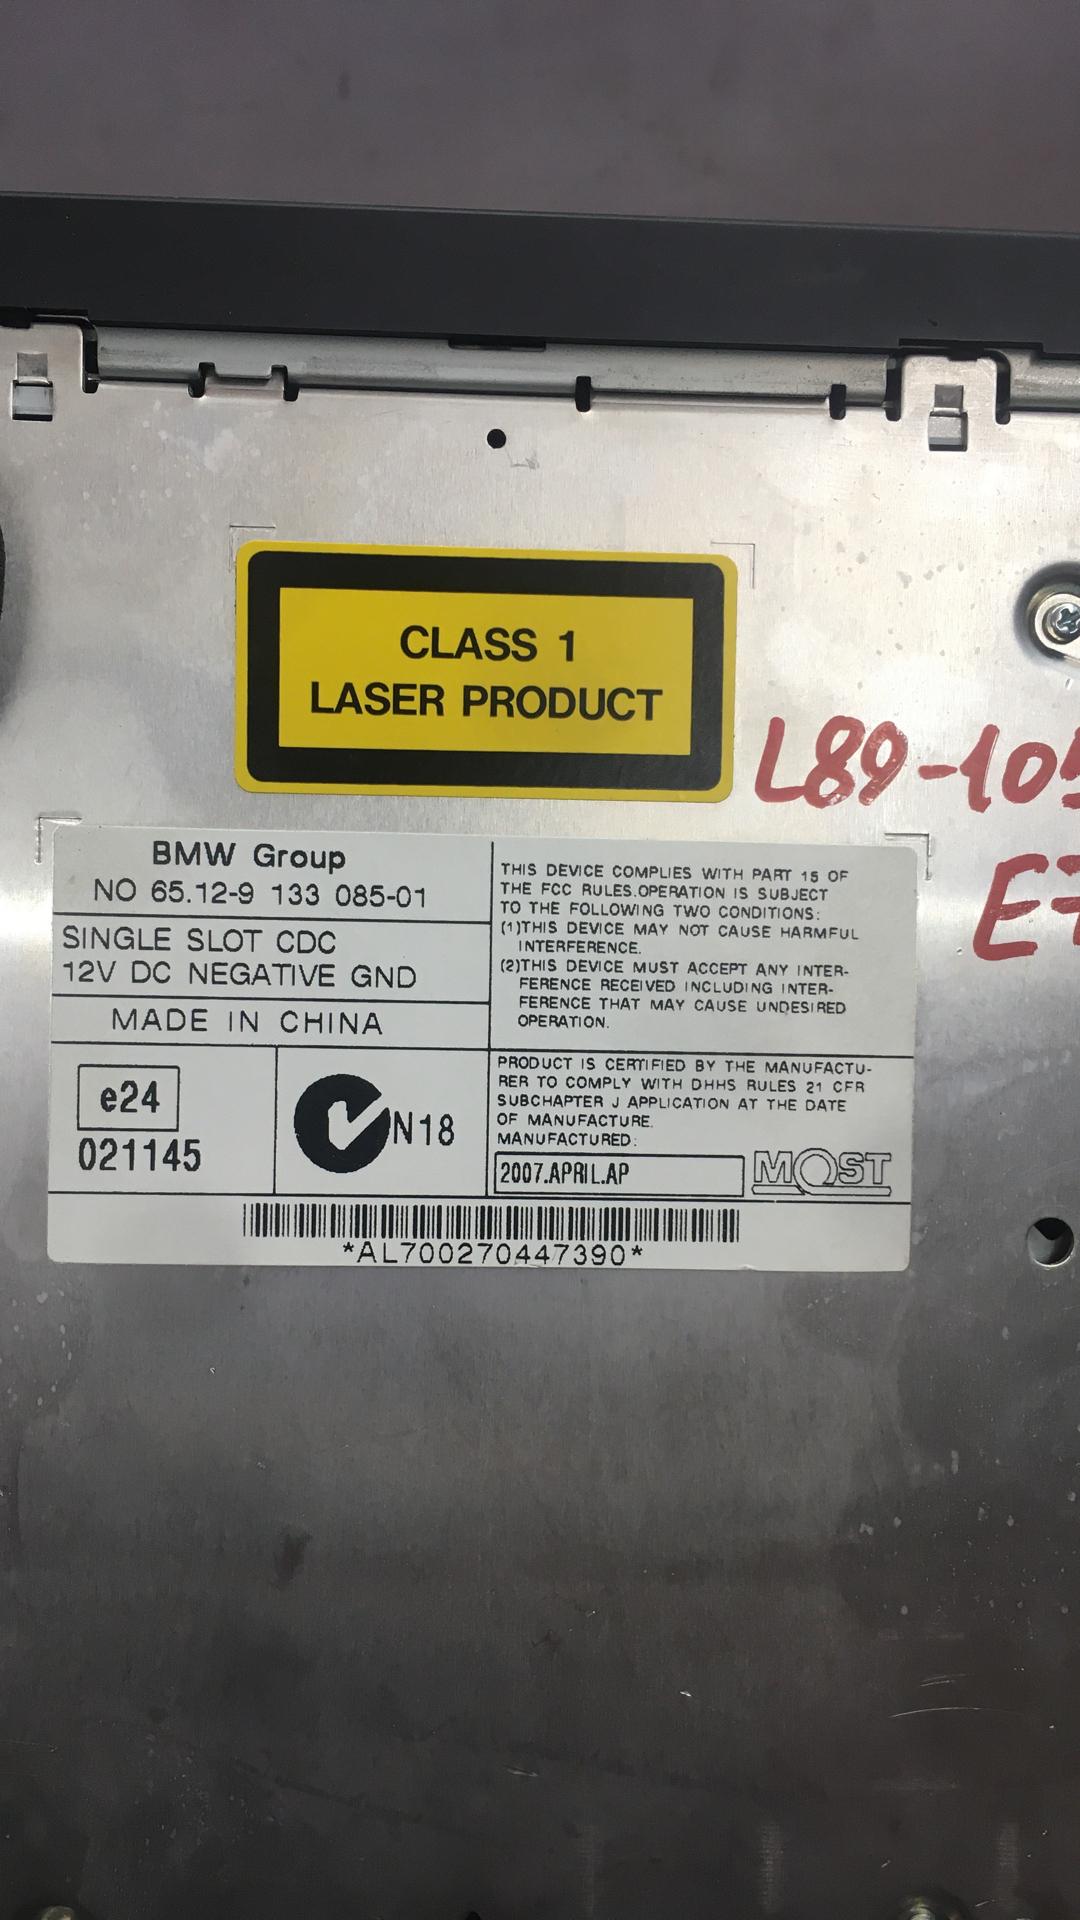 CLASS 1
LASER PRODUCT
L89-10
BMW Group
NO 65.12-9 133 085-01
SINGLE SLOT CDC
12V DC NEGATIVE GND
MADE IN CHINA
e24
021145
N18
THIS DEVICE COMPLIES WITH PART 15 OF
THE FCC RULES.OPERATION IS SUBJECT
TO THE FOLLOWING TWO CONDITIONS:
(1)THIS DEVICE MAY NOT CAUSE HARMFUL
INTERFERENCE.
(2)THIS DEVICE MUST ACCEPT ANY INTER-
FERENCE RECEIVED INCLUDING INTER-
FERENCE THAT MAY CAUSE UNDESIRED
OPERATION.
PRODUCT IS CERTIFIED BY THE MANUFACTU-
RER TO COMPLY WITH DHHS RULES 21 CFR
SUBCHAPTER J APPLICATION AT THE DATE
OF MANUFACTURE.
MANUFACTURED:
2007.APRIL.AP
MOST
*AL700270447390*
E7